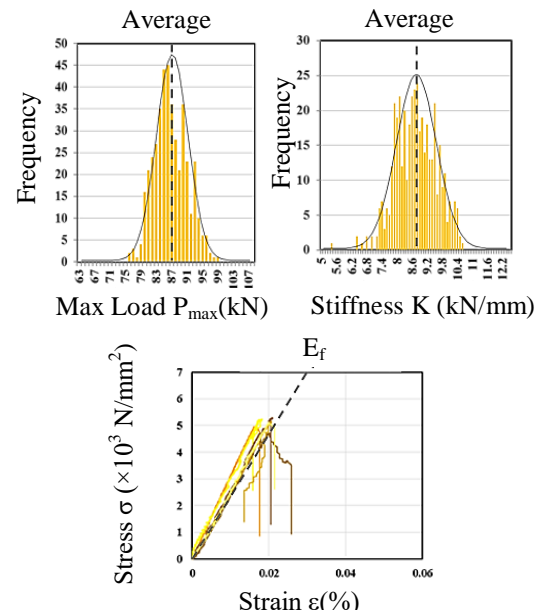 Average
50
45
40
35
30
25
20
15
10
5
0
Frequency
63 67 71 75 79 83 87 91 95 99 103 107
Max Load Pmax(kN)
Average
30
25
20
15
10
5
0
Frequency
5 5.6 6.2 6.8 7.4 8 8.6 9.2 9.8 10.4 11 11.6 12.2
Stiffness K (kN/mm)
Ef
7
6
5
4
3
2
1
0
Stress σ (×10³ N/mm²)
0 0.02 0.04 0.06
Strain ε(%)